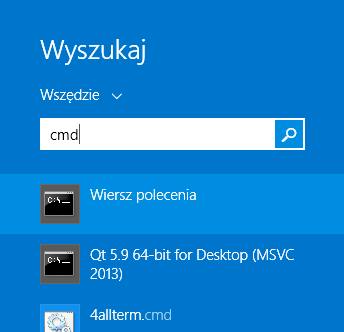 Wyszukaj
Wszędzie
cmd
C:\_
Wiersz polecenia
C:\_
Qt 5.9 64-bit for Desktop (MSVC
2013)
4allterm.cmd